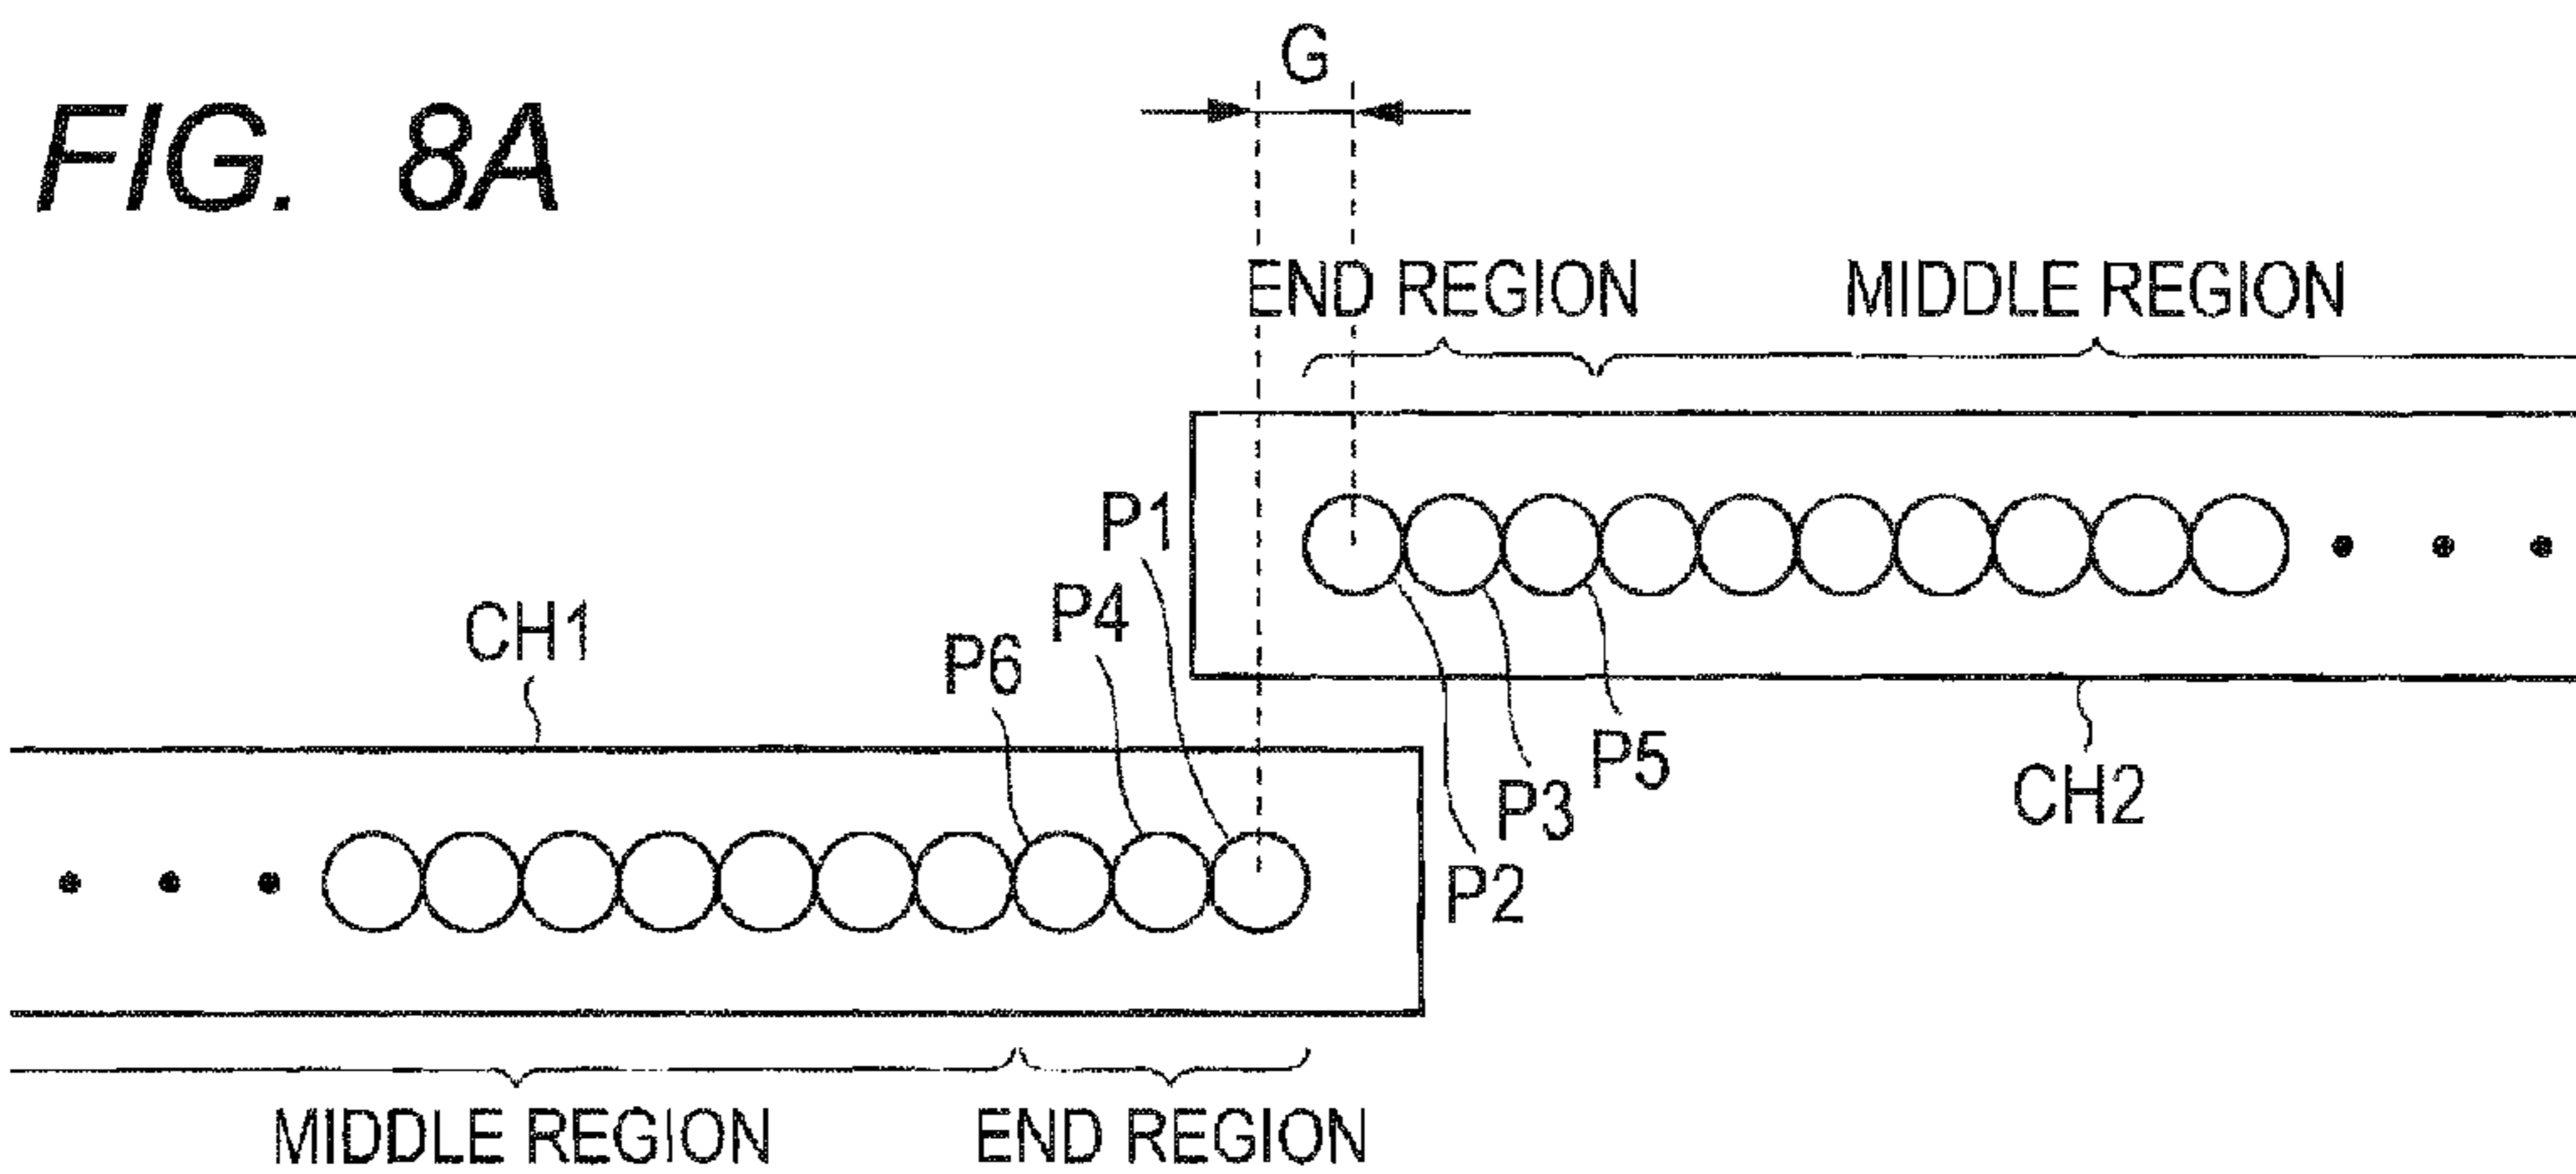 FIG. 8A
G
END REGION
MIDDLE REGION
P1
P4
P6
CH1
P5
P3
P2
CH2
MIDDLE REGION
END REGION